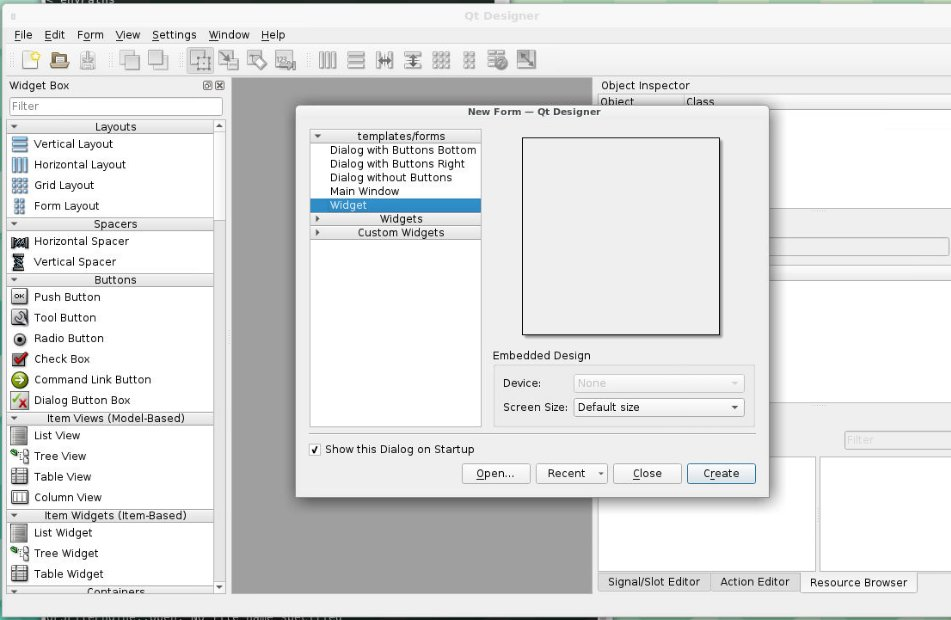 Qt Designer
File Edit Form View Settings Window Help
Widget Box
Filter
Layouts
Vertical Layout
Horizontal Layout
Grid Layout
Form Layout
Spacers
Horizontal Spacer
Vertical Spacer
Buttons
OK Push Button
Tool Button
Radio Button
Check Box
Command Link Button
Dialog Button Box
Item Views (Model-Based)
List View
Tree View
Table View
Column View
Item Widgets (Item-Based)
List Widget
Tree Widget
Table Widget
Containers
New Form — Qt Designer
templates/forms
Dialog with Buttons Bottom
Dialog with Buttons Right
Dialog without Buttons
Main Window
Widget
Widgets
Custom Widgets
Embedded Design
Device: None
Screen Size: Default size
Show this Dialog on Startup
Open... Recent Close Create
Object Inspector
Object Class
Filter
Signal/Slot Editor Action Editor Resource Browser